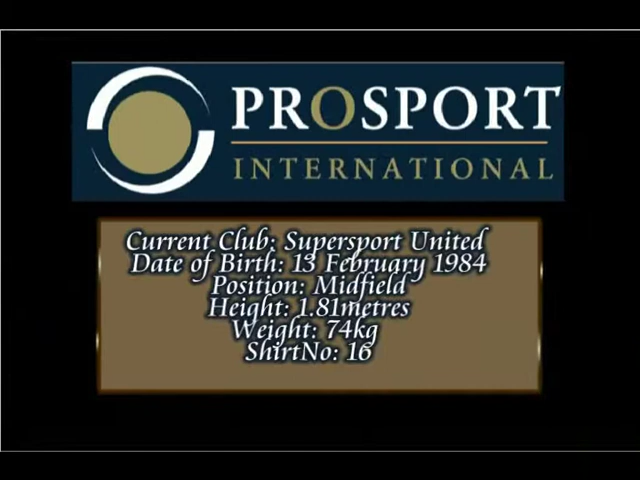 PROSPORT
INTERNATIONAL
Current Club: Supersport United
Date of Birth: 13 February 1984
Position: Midfield
Height: 1.81metres
Weight: 74kg
ShirtNo: 16